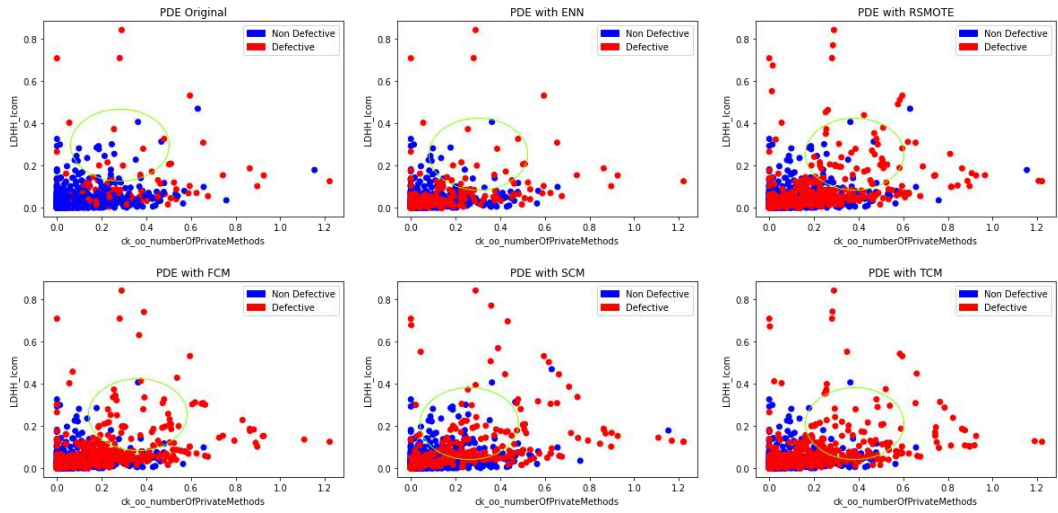 PDE Original
Non Defective
Defective
0.8
0.6
0.4
0.2
0.0
LDHH_lcom
0.0 0.2 0.4 0.6 0.8 1.0 1.2
ck_oo_numberOfPrivateMethods
PDE with ENN
Non Defective
Defective
0.8
0.6
0.4
0.2
0.0
LDHH_lcom
0.0 0.2 0.4 0.6 0.8 1.0 1.2
ck_oo_numberOfPrivateMethods
PDE with RSMOTE
Non Defective
Defective
0.8
0.6
0.4
0.2
0.0
LDHH_lcom
0.0 0.2 0.4 0.6 0.8 1.0 1.2
ck_oo_numberOfPrivateMethods
PDE with FCM
Non Defective
Defective
0.8
0.6
0.4
0.2
0.0
LDHH_lcom
0.0 0.2 0.4 0.6 0.8 1.0 1.2
ck_oo_numberOfPrivateMethods
PDE with SCM
Non Defective
Defective
0.8
0.6
0.4
0.2
0.0
LDHH_lcom
0.0 0.2 0.4 0.6 0.8 1.0 1.2
ck_oo_numberOfPrivateMethods
PDE with TCM
Non Defective
Defective
0.8
0.6
0.4
0.2
0.0
LDHH_lcom
0.0 0.2 0.4 0.6 0.8 1.0 1.2
ck_oo_numberOfPrivateMethods